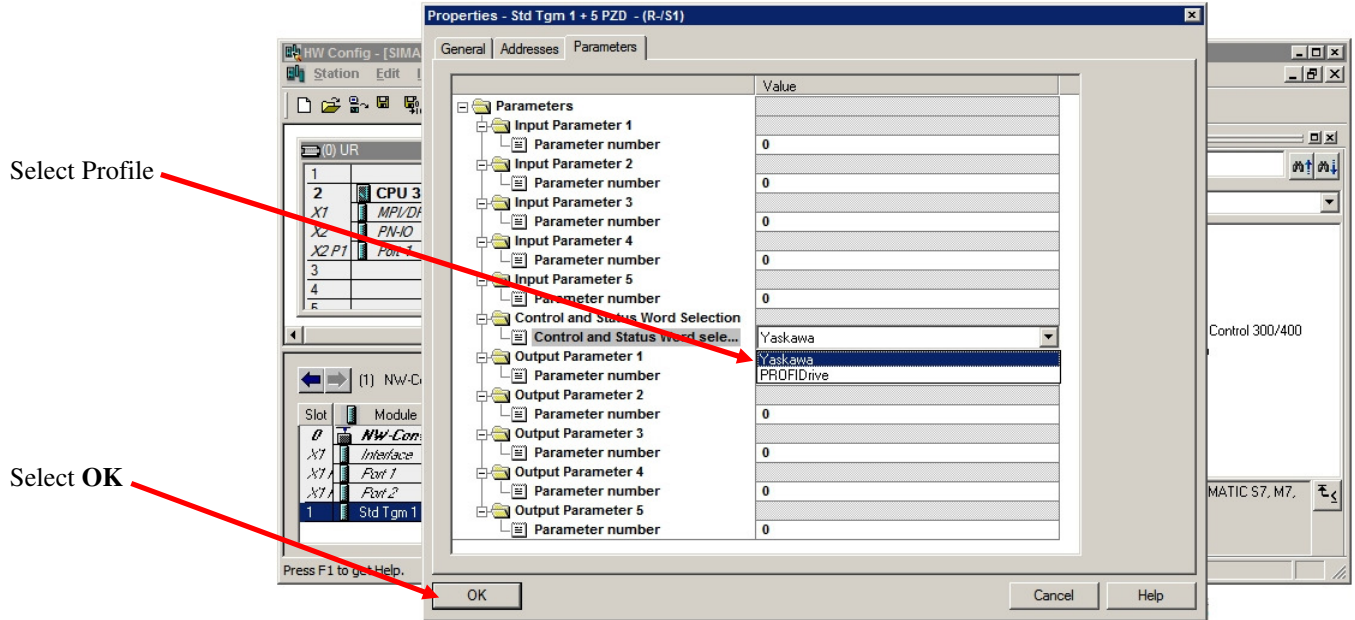 Properties - Std Tgm 1 + 5 PZD - (R-/S1)
General Addresses Parameters
HW Config - [SIMA
Station Edit
Value
Parameters
Input Parameter 1
Parameter number 0
Input Parameter 2
Parameter number 0
Input Parameter 3
Parameter number 0
Input Parameter 4
Parameter number 0
Input Parameter 5
Parameter number 0
Control and Status Word Selection
Control and Status Word sele... Yaskawa
Yaskawa
PROFIDrive
Output Parameter 1
Parameter number
Output Parameter 2
Parameter number 0
Output Parameter 3
Parameter number 0
Output Parameter 4
Parameter number 0
Output Parameter 5
Parameter number 0
OK Cancel Help
Select Profile
Select OK
(0) UR
1
2 CPU 3
X1 MPI/DP
X2 PN-IO
X2 P1 Port 1
3
4
5
(1) NW-Co
Slot Module
0 NW-Con
X1 Interface
X1 Port 1
X1 Port 2
1 Std Tgm 1
Press F1 to get Help.
Control 300/400
MATIC S7, M7,